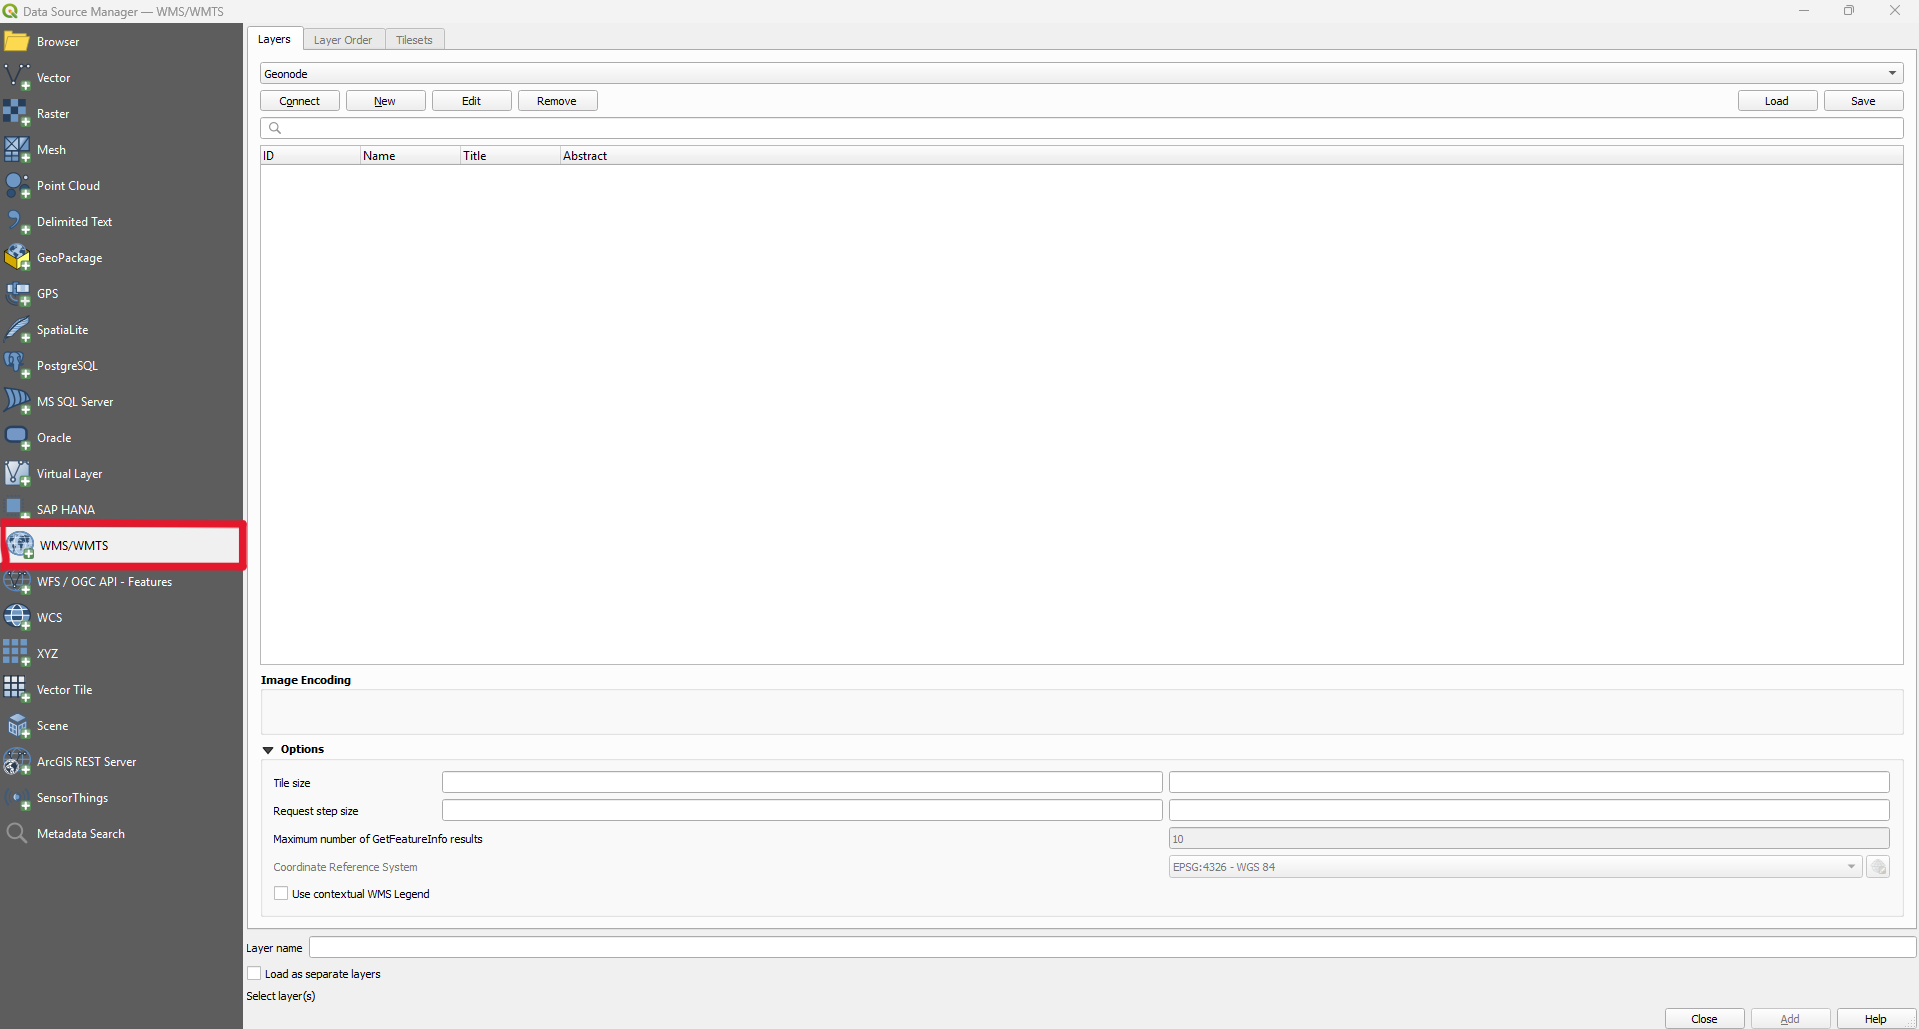 Data Source Manager — WMS/WMTS
Browser
Vector
Raster
Mesh
Point Cloud
Delimited Text
GeoPackage
GPS
SpatiaLite
PostgreSQL
MS SQL Server
Oracle
Virtual Layer
SAP HANA
WMS/WMTS
WFS / OGC API - Features
WCS
XYZ
Vector Tile
Scene
ArcGIS REST Server
SensorThings
Metadata Search
Layers Layer Order Tilesets
Geonode
Connect New Edit Remove Load Save
ID Name Title Abstract
Image Encoding
Options
Tile size
Request step size
Maximum number of GetFeatureInfo results 10
Coordinate Reference System EPSG:4326 - WGS 84
Use contextual WMS Legend
Layer name
Load as separate layers
Select layer(s)
Close Add Help